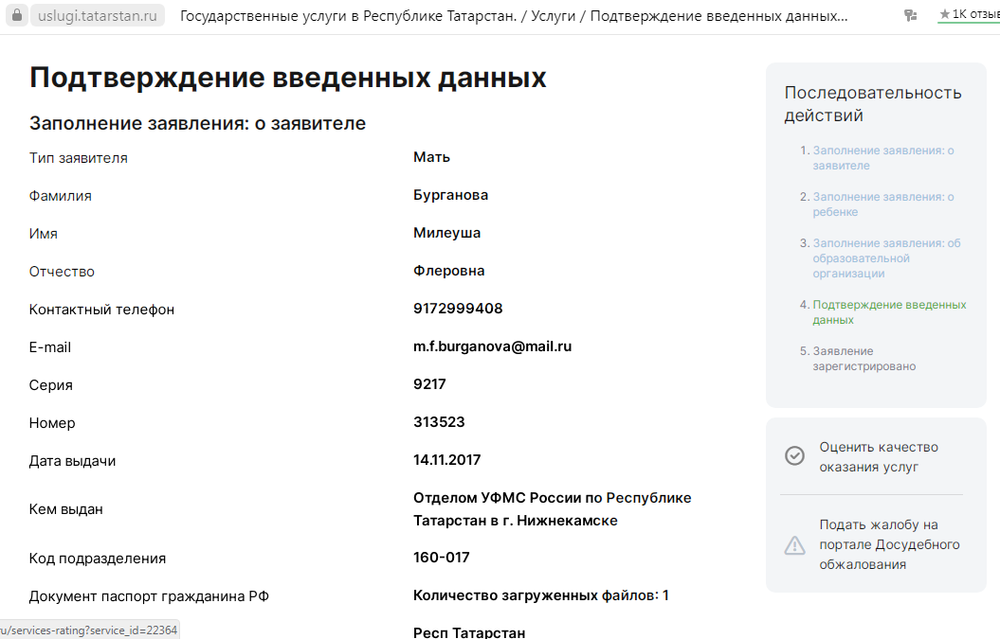 uslugi.tatarstan.ru Государственные услуги в Республике Татарстан. / Услуги / Подтверждение введенных данных... ★ 1K отзыв
Подтверждение введенных данных
Заполнение заявления: о заявителе
Тип заявителя Мать
Фамилия Бурганова
Имя Милеуша
Отчество Флеровна
Контактный телефон 9172999408
E-mail m.f.burganova@mail.ru
Серия 9217
Номер 313523
Дата выдачи 14.11.2017
Кем выдан Отделом УФМС России по Республике
Татарстан в г. Нижнекамске
Код подразделения 160-017
Документ паспорт гражданина РФ Количество загруженных файлов: 1
Респ Татарстан
ru/services-rating?service_id=22364
Последовательность
действий
1. Заполнение заявления: о
заявителе
2. Заполнение заявления: о
ребенке
3. Заполнение заявления: об
образовательной
организации
4. Подтверждение введенных
данных
5. Заявление
зарегистрировано
Оценить качество
оказания услуг
Подать жалобу на
портале Досудебного
обжалования